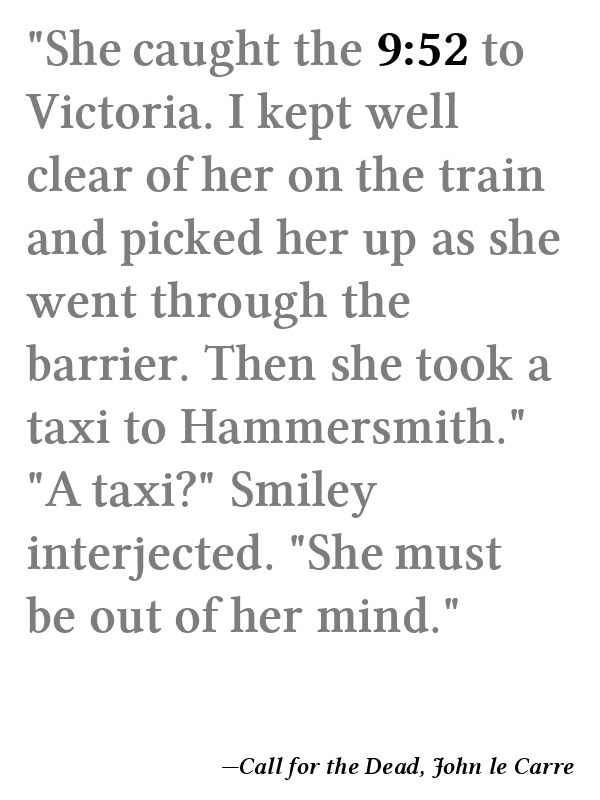 "She caught the 9:52 to
Victoria. I kept well
clear of her on the train
and picked her up as she
went through the
barrier. Then she took a
taxi to Hammersmith."
"A taxi?" Smiley
interjected. "She must
be out of her mind."
—Call for the Dead, John le Carre